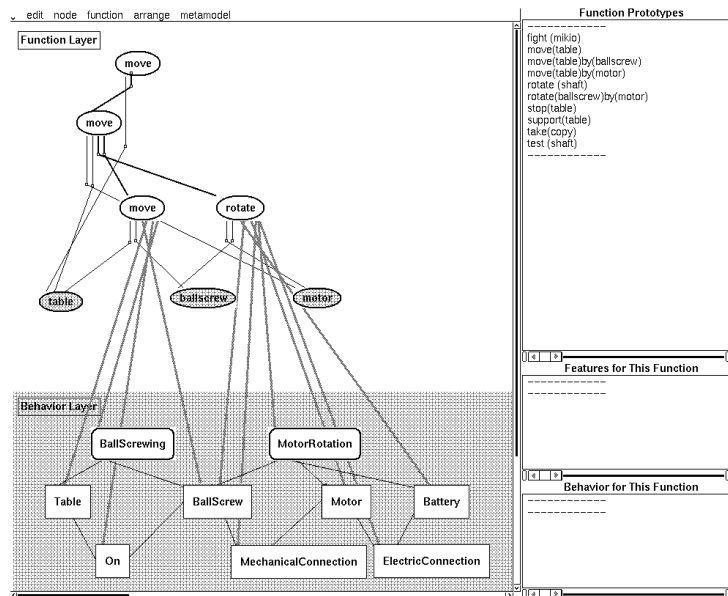 edit node function arrange metamodel
Function Layer
move
move
move
rotate
table
ballscrew
motor
Behavior Layer
BallScrewing
MotorRotation
Table
BallScrew
Motor
Battery
On
MechanicalConnection
ElectricConnection
Function Prototypes
------------
fight (mikio)
move(table)
move(table)by(ballscrew)
move(table)by(motor)
rotate (shaft)
rotate(ballscrew)by(motor)
stop(table)
support(table)
take(copy)
test (shaft)
------------
Features for This Function
------------
------------
Behavior for This Function
------------
------------